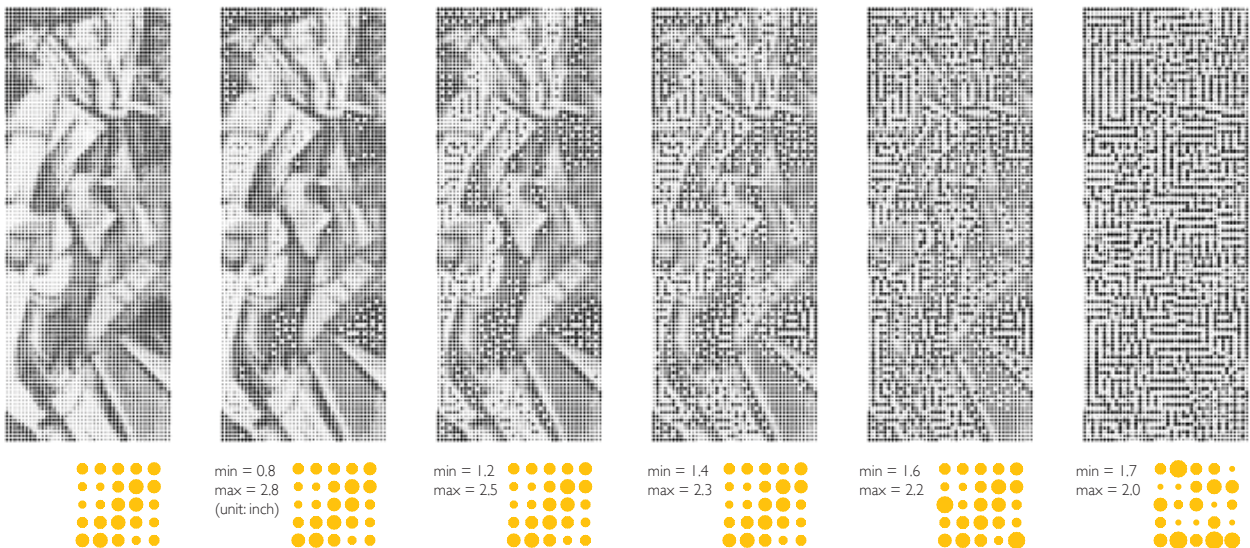 min = 0.8
max = 2.8
(unit: inch)
min = 1.2
max = 2.5
min = 1.4
max = 2.3
min = 1.6
max = 2.2
min = 1.7
max = 2.0